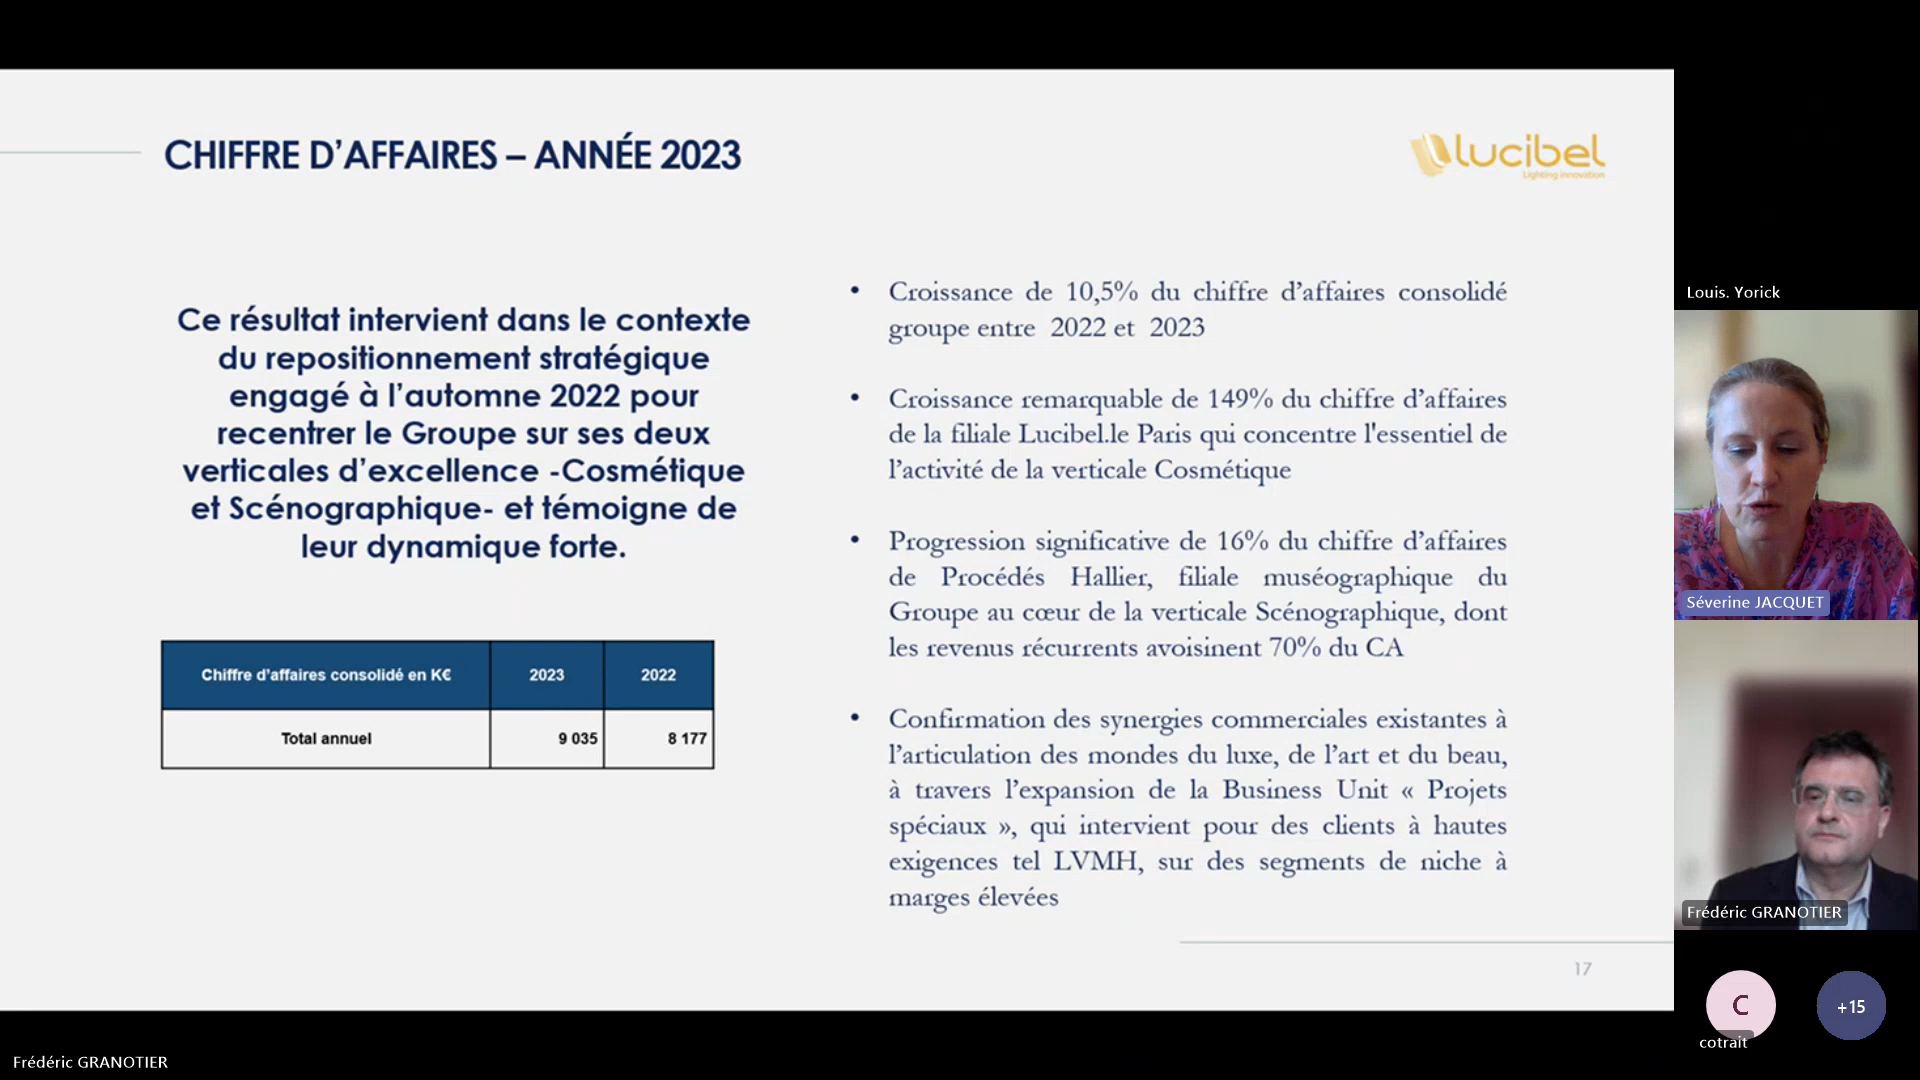 CHIFFRE D’AFFAIRES – ANNÉE 2023
lucibel
Lighting innovation
Ce résultat intervient dans le contexte
du repositionnement stratégique
engagé à l’automne 2022 pour
recentrer le Groupe sur ses deux
verticales d’excellence -Cosmétique
et Scénographique- et témoigne de
leur dynamique forte.
Chiffre d’affaires consolidé en K€ 2023 2022
Total annuel 9 035 8 177
• Croissance de 10,5% du chiffre d’affaires consolidé
groupe entre 2022 et 2023
• Croissance remarquable de 149% du chiffre d’affaires
de la filiale Lucibel.le Paris qui concentre l'essentiel de
l’activité de la verticale Cosmétique
• Progression significative de 16% du chiffre d’affaires
de Procédés Hallier, filiale muséographique du
Groupe au cœur de la verticale Scénographique, dont
les revenus récurrents avoisinent 70% du CA
• Confirmation des synergies commerciales existantes à
l’articulation des mondes du luxe, de l’art et du beau,
à travers l’expansion de la Business Unit « Projets
spéciaux », qui intervient pour des clients à hautes
exigences tel LVMH, sur des segments de niche à
marges élevées
17
Louis. Yorick
Séverine JACQUET
Frédéric GRANOTIER
C
+15
cotrait
Frédéric GRANOTIER